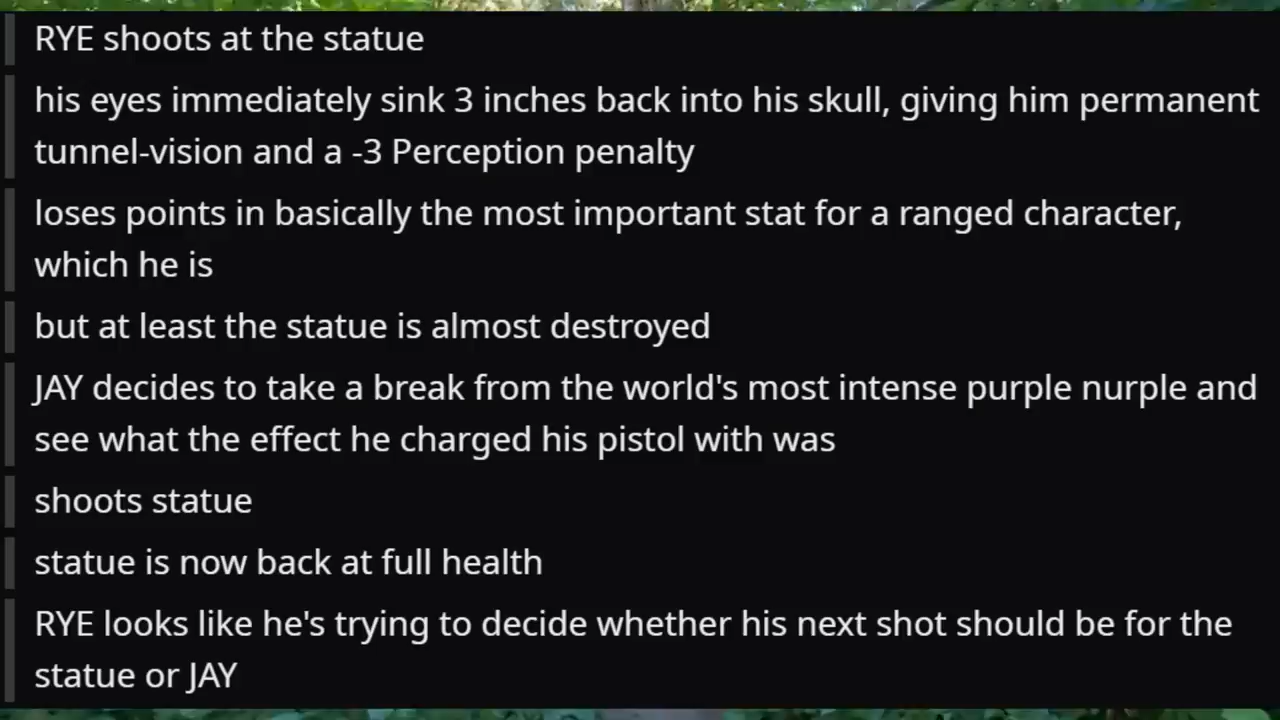 RYE shoots at the statue
his eyes immediately sink 3 inches back into his skull, giving him permanent
tunnel-vision and a -3 Perception penalty
loses points in basically the most important stat for a ranged character,
which he is
but at least the statue is almost destroyed
JAY decides to take a break from the world's most intense purple nurple and
see what the effect he charged his pistol with was
shoots statue
statue is now back at full health
RYE looks like he's trying to decide whether his next shot should be for the
statue or JAY